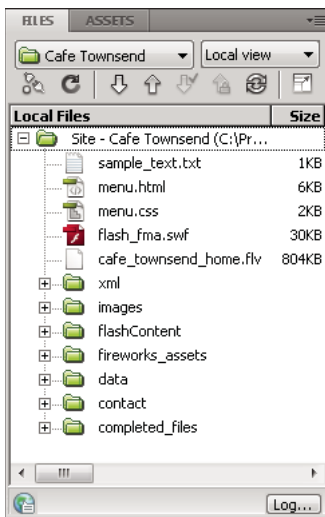 FILES ASSETS
Cafe Townsend Local view
Local Files Size
Site - Cafe Townsend (C:\Pr...
sample_text.txt 1KB
menu.html 6KB
menu.css 2KB
flash_fma.swf 30KB
cafe_townsend_home.flv 804KB
xml
images
flashContent
fireworks_assets
data
contact
completed_files
Log...